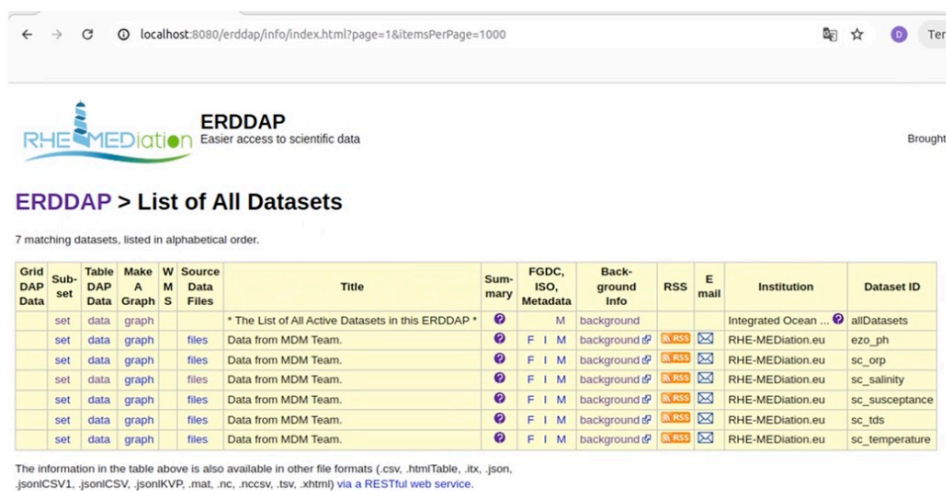 localhost:8080/erddap/info/index.html?page=1&itemsPerPage=1000
D
Ter
RHEMEDiation
ERDDAP
Easier access to scientific data
Brought
ERDDAP > List of All Datasets
7 matching datasets, listed in alphabetical order.
Grid DAP Data Sub-set Table DAP Data Make A Graph W M S Source Data Files Title Sum-mary FGDC, ISO, Metadata Back-ground Info RSS E mail Institution Dataset ID
set data graph * The List of All Active Datasets in this ERDDAP * ? M background Integrated Ocean ... ? allDatasets
set data graph files Data from MDM Team. ? F I M background RSS RHE-MEDiation.eu ezo_ph
set data graph files Data from MDM Team. ? F I M background RSS RHE-MEDiation.eu sc_orp
set data graph files Data from MDM Team. ? F I M background RSS RHE-MEDiation.eu sc_salinity
set data graph files Data from MDM Team. ? F I M background RSS RHE-MEDiation.eu sc_susceptance
set data graph files Data from MDM Team. ? F I M background RSS RHE-MEDiation.eu sc_tds
set data graph files Data from MDM Team. ? F I M background RSS RHE-MEDiation.eu sc_temperature
The information in the table above is also available in other file formats (.csv, .htmlTable, .itx, .json,
.jsonlCSV1, .jsonlCSV, .jsonlKVP, .mat, .nc, .nccsv, .tsv, .xhtml) via a RESTful web service.